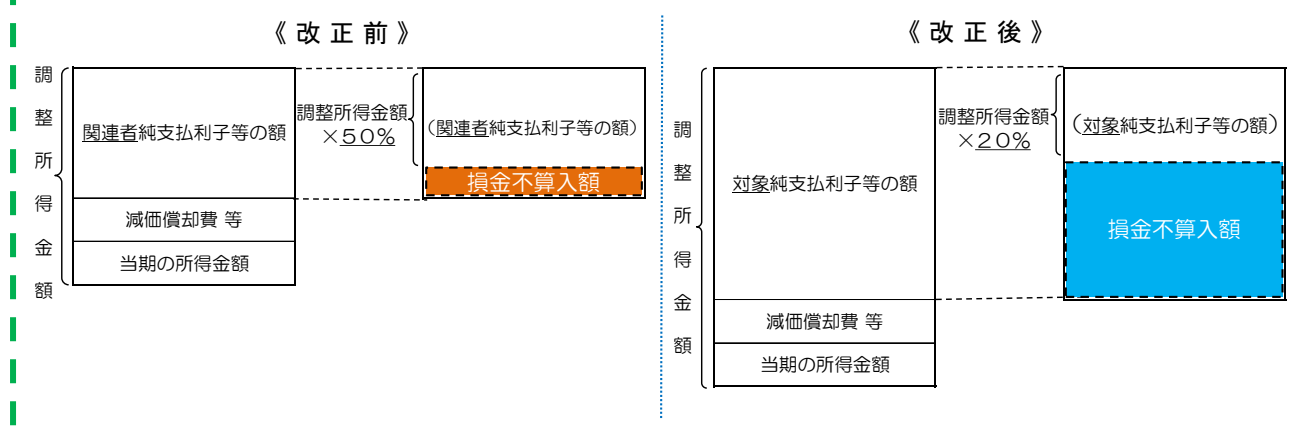 《 改 正 前 》
調整所得金額
関連者純支払利子等の額
減価償却費 等
当期の所得金額
調整所得金額
×５０%
(関連者純支払利子等の額)
損金不算入額
《 改 正 後 》
調整所得金額
対象純支払利子等の額
減価償却費 等
当期の所得金額
調整所得金額
×２０%
(対象純支払利子等の額)
損金不算入額